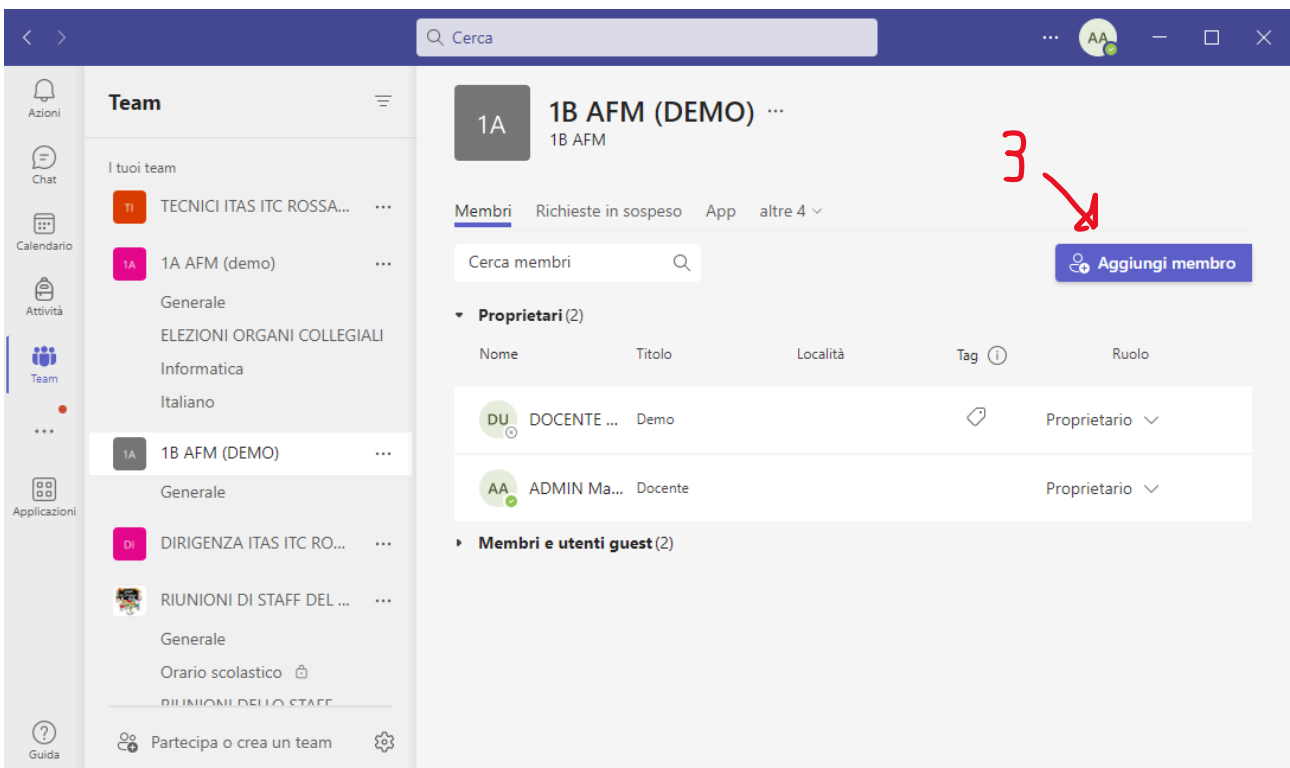 Cerca
...
AA
Azioni
Chat
Calendario
Attività
Team
...
Applicazioni
Guida
Team
I tuoi team
TI TECNICI ITAS ITC ROSSA... ...
1A 1A AFM (demo) ...
Generale
ELEZIONI ORGANI COLLEGIALI
Informatica
Italiano
1A 1B AFM (DEMO) ...
Generale
DI DIRIGENZA ITAS ITC RO... ...
RIUNIONI DI STAFF DEL ... ...
Generale
Orario scolastico
RIUNIONI DELLO STAFF
Partecipa o crea un team
1A
1B AFM (DEMO) ...
1B AFM
3
Membri Richieste in sospeso App altre 4
Cerca membri
Aggiungi membro
Proprietari (2)
Nome Titolo Località Tag Ruolo
DU DOCENTE ... Demo Proprietario
AA ADMIN Ma... Docente Proprietario
Membri e utenti guest (2)